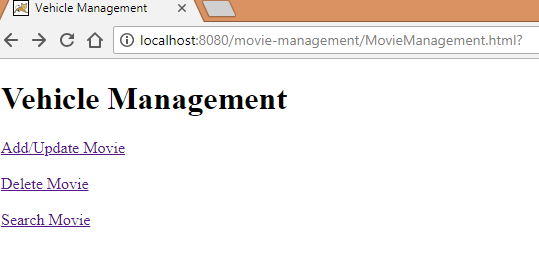 Vehicle Management
localhost:8080/movie-management/MovieManagement.html?
Vehicle Management
Add/Update Movie
Delete Movie
Search Movie